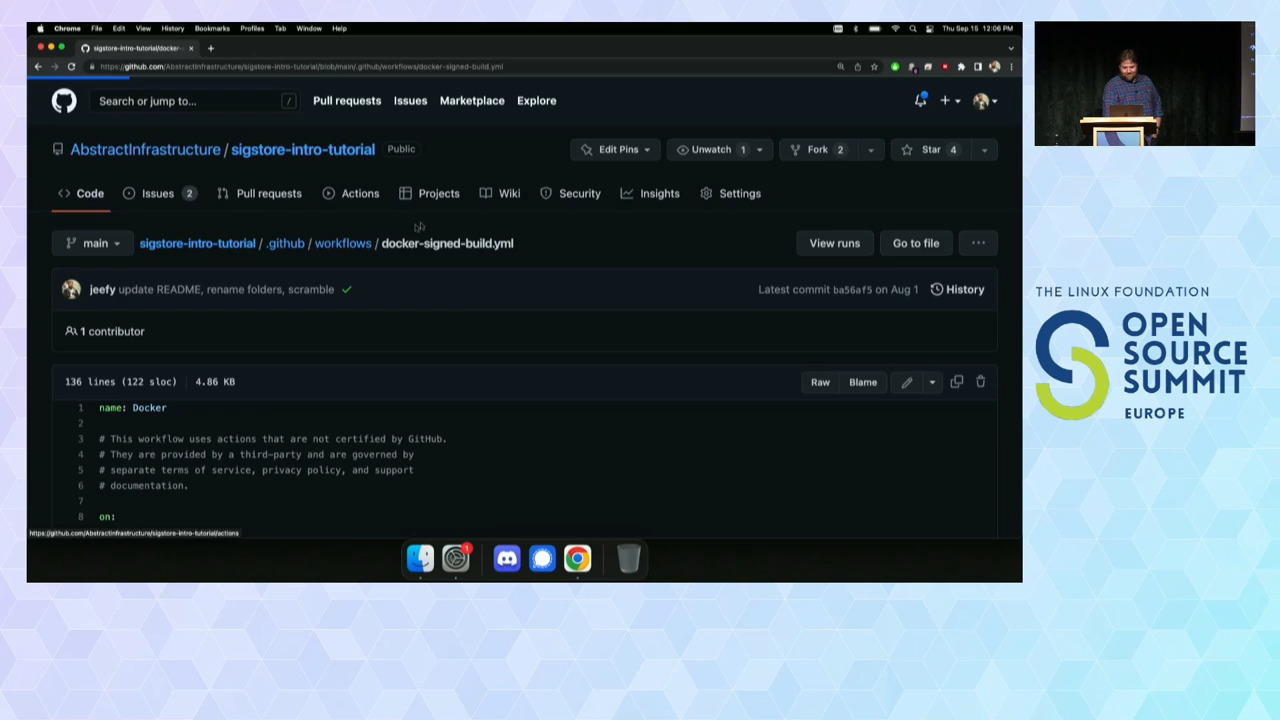 Chrome File Edit View History Bookmarks Profiles Tab Window Help
Thu Sep 15 12:06 PM
sigstore-intro-tutorial/docker-
https://github.com/AbstractInfrastructure/sigstore-intro-tutorial/blob/main/.github/workflows/docker-signed-build.yml
Search or jump to... /
Pull requests Issues Marketplace Explore
AbstractInfrastructure / sigstore-intro-tutorial Public
Edit Pins Unwatch 1 Fork 2 Star 4
Code Issues 2 Pull requests Actions Projects Wiki Security Insights Settings
main sigstore-intro-tutorial / .github / workflows / docker-signed-build.yml
View runs Go to file ...
jeefy update README, rename folders, scramble
Latest commit ba56af5 on Aug 1 History
1 contributor
136 lines (122 sloc) 4.86 KB
Raw Blame
1 name: Docker
2
3 # This workflow uses actions that are not certified by GitHub.
4 # They are provided by a third-party and are governed by
5 # separate terms of service, privacy policy, and support
6 # documentation.
7
8 on:
https://github.com/AbstractInfrastructure/sigstore-intro-tutorial/actions
1
THE LINUX FOUNDATION
OPEN
SOURCE
SUMMIT
EUROPE